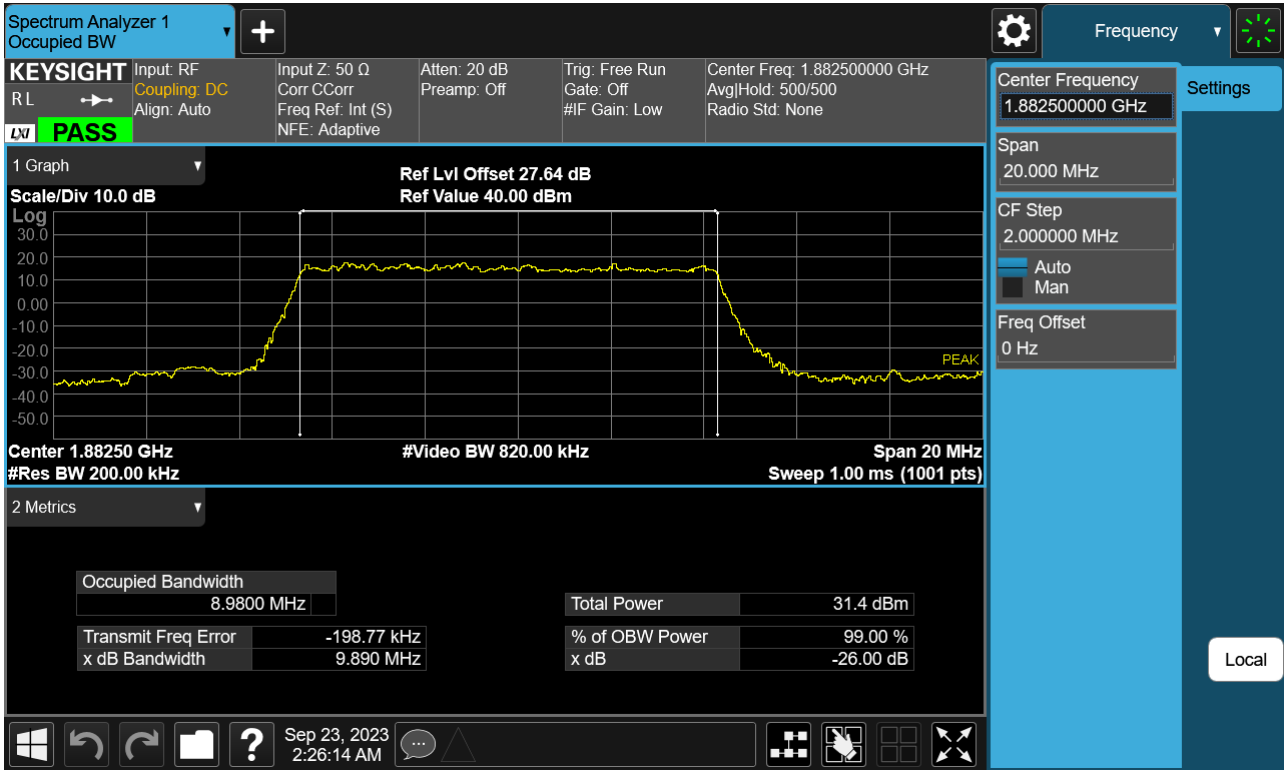 Spectrum Analyzer 1
Occupied BW
Frequency
KEYSIGHT
R L
LXI PASS
Input: RF
Coupling: DC
Align: Auto
Input Z: 50 Ω
Corr CCorr
Freq Ref: Int (S)
NFE: Adaptive
Atten: 20 dB
Preamp: Off
Trig: Free Run
Gate: Off
#IF Gain: Low
Center Freq: 1.882500000 GHz
Avg|Hold: 500/500
Radio Std: None
Center Frequency
1.882500000 GHz
Settings
Span
20.000 MHz
CF Step
2.000000 MHz
Auto
Man
Freq Offset
0 Hz
Local
1 Graph
Scale/Div 10.0 dB
Ref Lvl Offset 27.64 dB
Ref Value 40.00 dBm
Log
30.0
20.0
10.0
0.00
-10.0
-20.0
-30.0
-40.0
-50.0
PEAK
Center 1.88250 GHz
#Video BW 820.00 kHz
Span 20 MHz
#Res BW 200.00 kHz
Sweep 1.00 ms (1001 pts)
2 Metrics
Occupied Bandwidth
8.9800 MHz
Total Power 31.4 dBm
Transmit Freq Error -198.77 kHz
% of OBW Power 99.00 %
x dB Bandwidth 9.890 MHz
x dB -26.00 dB
?
Sep 23, 2023
2:26:14 AM